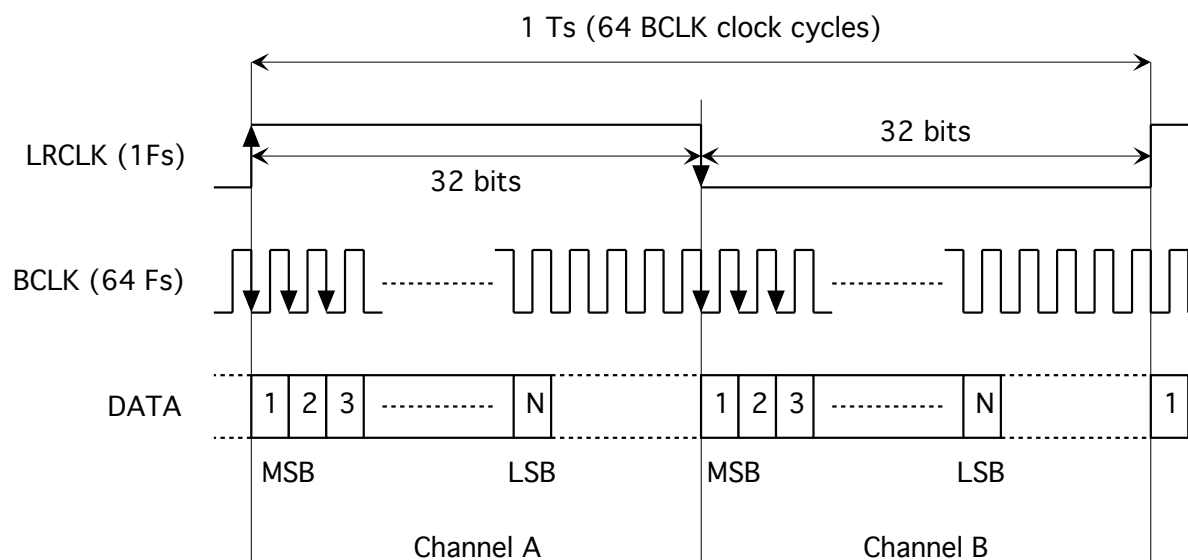 1 Ts (64 BCLK clock cycles)
LRCLK (1Fs)
32 bits
32 bits
BCLK (64 Fs)
DATA
1 2 3 N 1 2 3 N 1
MSB LSB MSB LSB
Channel A Channel B